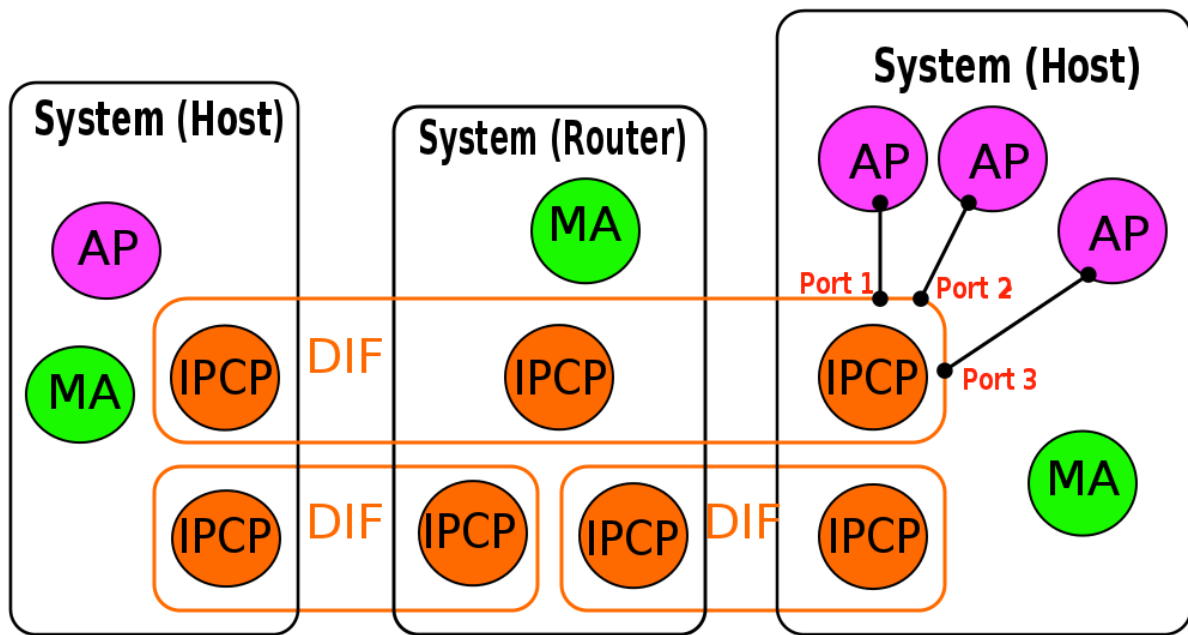 System (Host)
System (Router)
System (Host)
AP
AP
AP
AP
MA
MA
MA
Port 1
Port 2
Port 3
DIF
IPCP
IPCP
IPCP
DIF
DIF
IPCP
IPCP
IPCP
IPCP